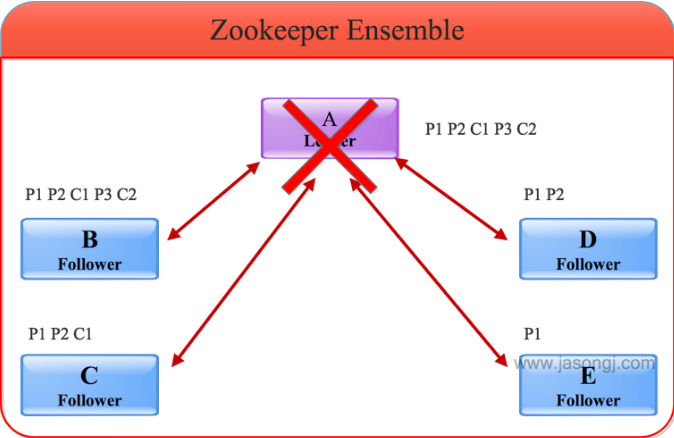 Zookeeper Ensemble
A
Leader
P1 P2 C1 P3 C2
P1 P2 C1 P3 C2
B
Follower
P1 P2
D
Follower
P1 P2 C1
C
Follower
P1
www.jasongj.com
E
Follower